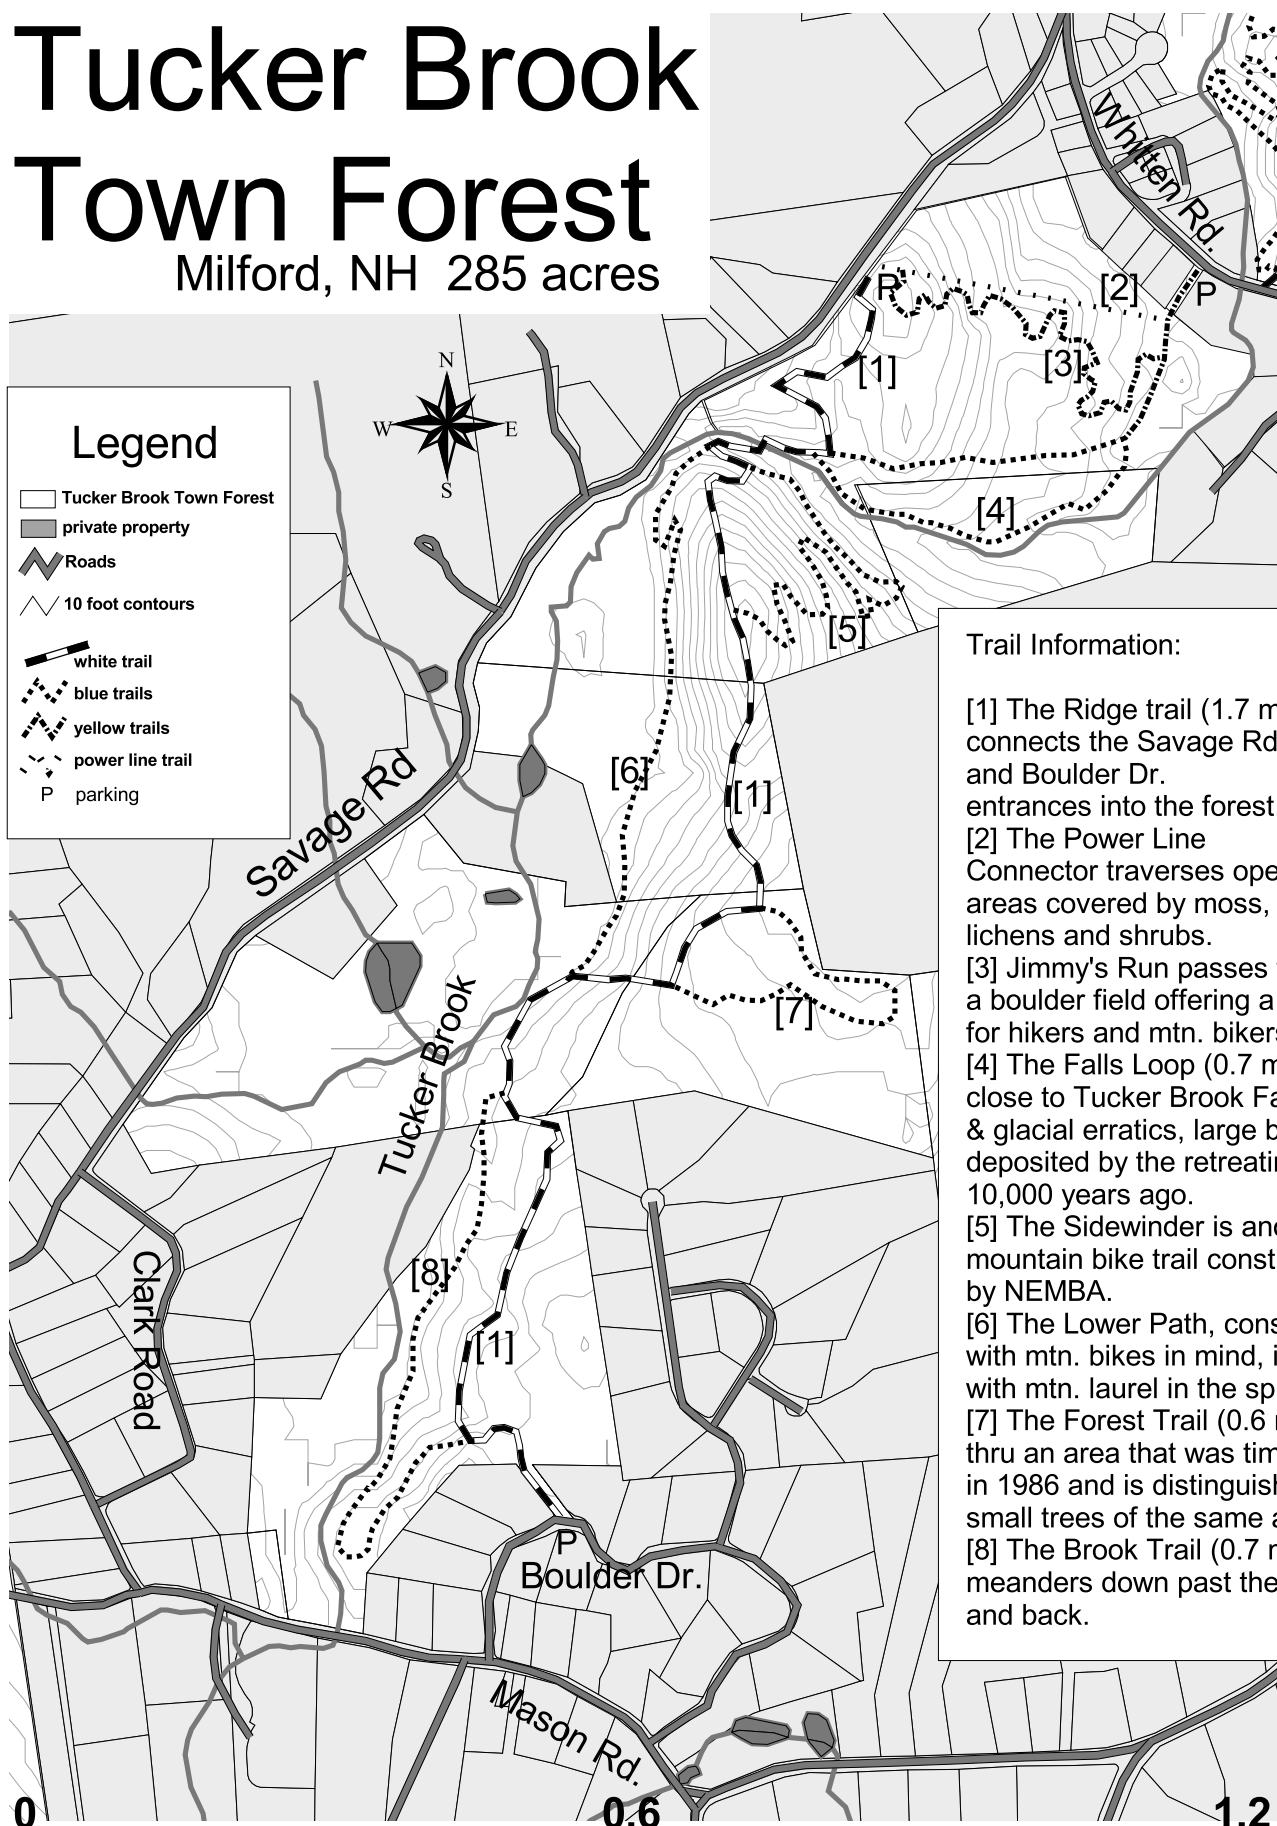 Tucker Brook
Town Forest
Milford, NH 285 acres
Whitten Rd.
P
[2]
P
[1]
[3]
N
W E
S
Legend
Tucker Brook Town Forest
private property
Roads
10 foot contours
white trail
blue trails
yellow trails
power line trail
P parking
[4]
[5]
[6]
[1]
Savage Rd
[7]
Tucker Brook
Clark Road
[8]
[1]
P
Boulder Dr.
Mason Rd.
Trail Information:
[1] The Ridge trail (1.7 m
connects the Savage Rd
and Boulder Dr.
entrances into the forest
[2] The Power Line
Connector traverses ope
areas covered by moss,
lichens and shrubs.
[3] Jimmy's Run passes
a boulder field offering a
for hikers and mtn. bikers
[4] The Falls Loop (0.7 m
close to Tucker Brook Fa
& glacial erratics, large b
deposited by the retreatin
10,000 years ago.
[5] The Sidewinder is ano
mountain bike trail const
by NEMBA.
[6] The Lower Path, cons
with mtn. bikes in mind, i
with mtn. laurel in the sp
[7] The Forest Trail (0.6
thru an area that was tim
in 1986 and is distinguish
small trees of the same a
[8] The Brook Trail (0.7
meanders down past the
and back.
0 0.6 1.2